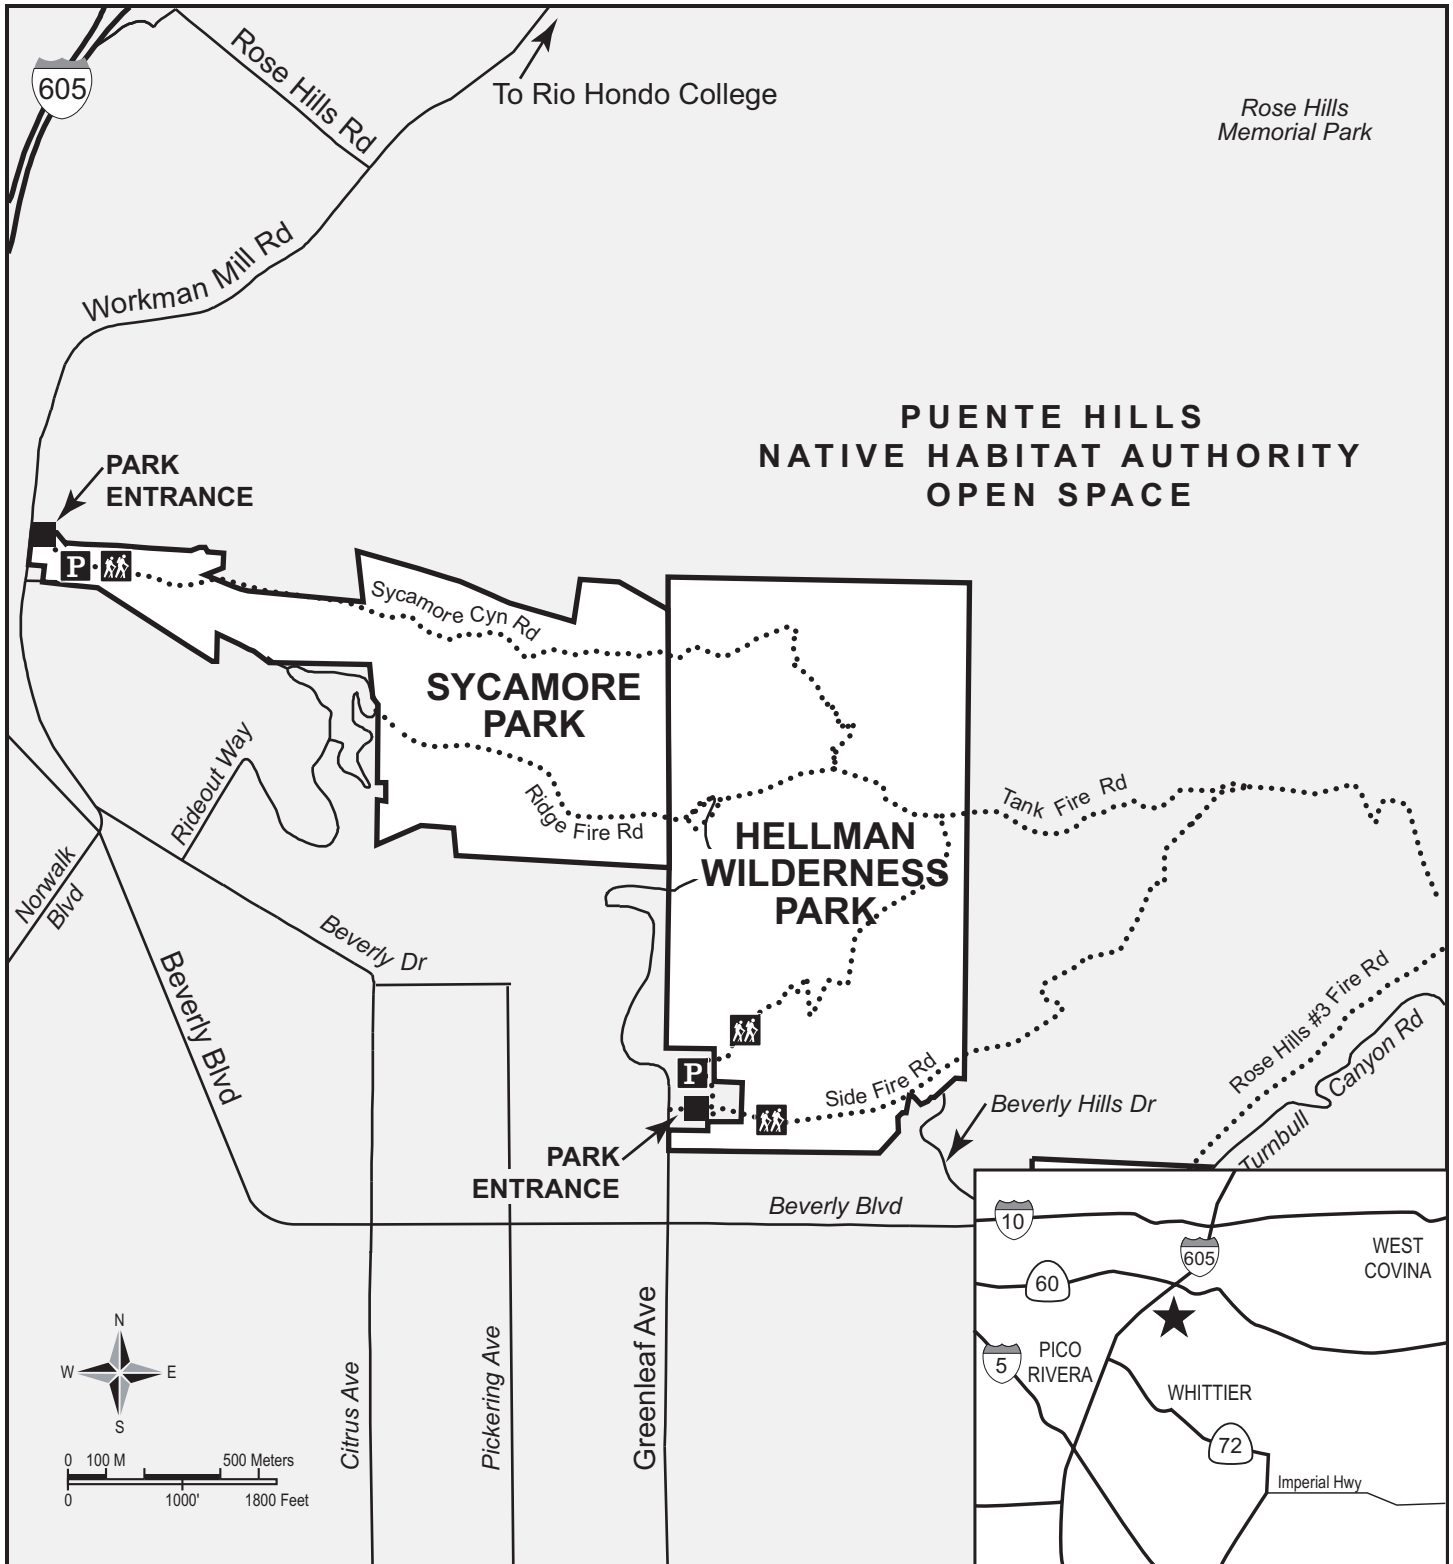 605
Rose Hills Rd
To Rio Hondo College
Rose Hills
Memorial Park
Workman Mill Rd
PUENTE HILLS
NATIVE HABITAT AUTHORITY
OPEN SPACE
PARK
ENTRANCE
P
Sycamore Cyn Rd
SYCAMORE
PARK
Rideout Way
Ridge Fire Rd
Tank Fire Rd
HELLMAN
WILDERNESS
PARK
Norwalk
Blvd
Beverly Dr
Beverly Blvd
Rose Hills #3 Fire Rd
Turnbull Canyon Rd
P
Side Fire Rd
Beverly Hills Dr
PARK
ENTRANCE
Beverly Blvd
10
605
WEST
COVINA
60
5
PICO
RIVERA
WHITTIER
72
Imperial Hwy
Citrus Ave
Pickering Ave
Greenleaf Ave
N
W
E
S
0 100 M 500 Meters
0 1000' 1800 Feet